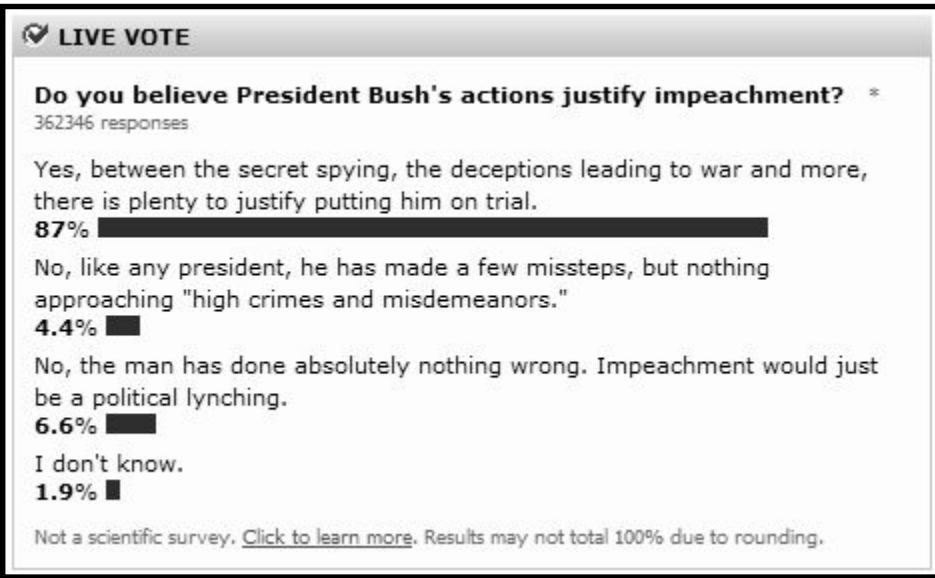 LIVE VOTE
Do you believe President Bush's actions justify impeachment? *
362346 responses
Yes, between the secret spying, the deceptions leading to war and more,
there is plenty to justify putting him on trial.
87%
No, like any president, he has made a few missteps, but nothing
approaching "high crimes and misdemeanors."
4.4%
No, the man has done absolutely nothing wrong. Impeachment would just
be a political lynching.
6.6%
I don't know.
1.9%
Not a scientific survey. Click to learn more. Results may not total 100% due to rounding.